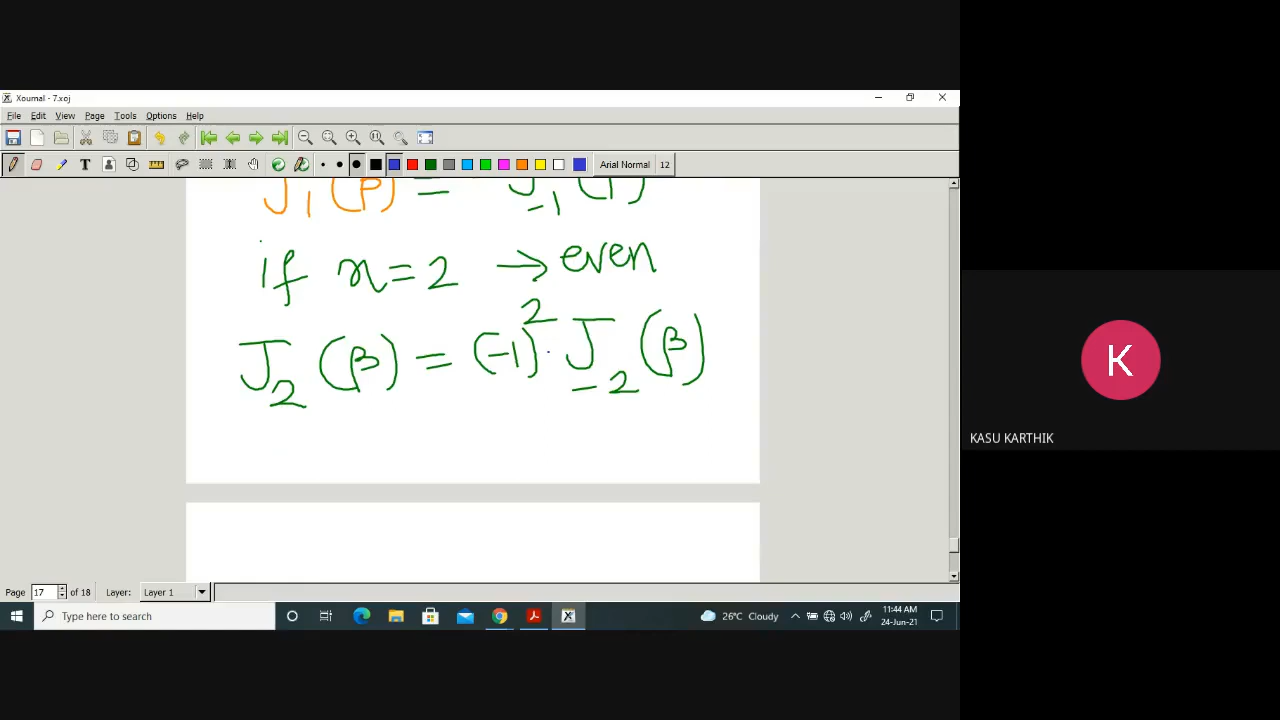 Xournal - 7.xoj
File Edit View Page Tools Options Help
T Arial Normal 12
J₁(β) = J₋₁(
if n=2 → even
J₂(β) = (-1)² · J₋₂(β)
K
KASU KARTHIK
Page 17 of 18 Layer: Layer 1
Type here to search
26°C Cloudy
11:44 AM
24-Jun-21